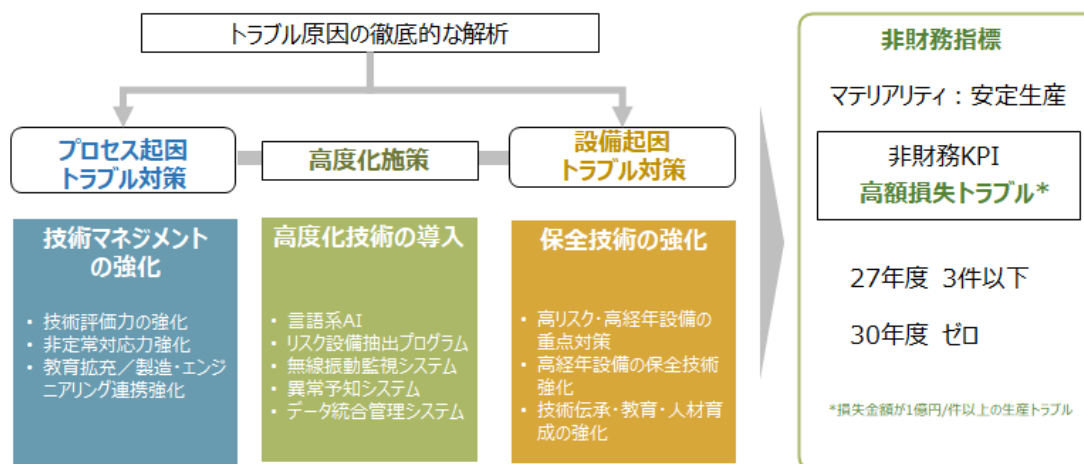 トラブル原因の徹底的な解析
プロセス起因
トラブル対策
高度化施策
設備起因
トラブル対策
技術マネジメント
の強化
・技術評価力の強化
・非定常対応力強化
・教育拡充／製造・エンジ
ニアリング連携強化
高度化技術の導入
・言語系AI
・リスク設備抽出プログラム
・無線振動監視システム
・異常予知システム
・データ統合管理システム
保全技術の強化
・高リスク・高経年設備の
重点対策
・高経年設備の保全技術
強化
・技術伝承・教育・人材育
成の強化
非財務指標
マテリアリティ：安定生産
非財務KPI
高額損失トラブル*
27年度 3件以下
30年度 ゼロ
*損失金額が1億円/件以上の生産トラブル